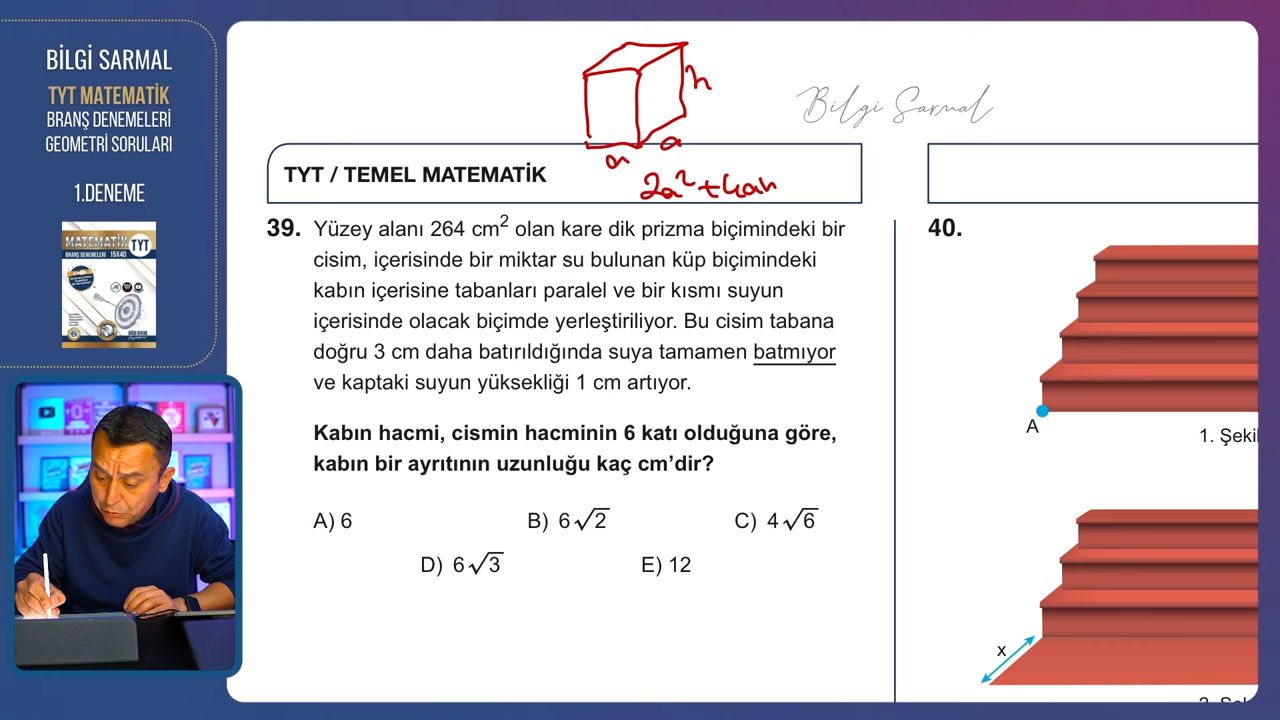 BİLGİ SARMAL
TYT MATEMATİK
BRANŞ DENEMELERİ
GEOMETRİ SORULARI
1.DENEME
MATEMATİK TYT
BRANŞ DENEMELERİ 15X40
h
a
a
2a²+4ah
Bilgi Sarmal
TYT / TEMEL MATEMATİK
39. Yüzey alanı 264 cm² olan kare dik prizma biçimindeki bir
cisim, içerisinde bir miktar su bulunan küp biçimindeki
kabın içerisine tabanları paralel ve bir kısmı suyun
içerisinde olacak biçimde yerleştiriliyor. Bu cisim tabana
doğru 3 cm daha batırıldığında suya tamamen batmıyor
ve kaptaki suyun yüksekliği 1 cm artıyor.
Kabın hacmi, cismin hacminin 6 katı olduğuna göre,
kabın bir ayrıtının uzunluğu kaç cm'dir?
A) 6
B) 6√2
C) 4√6
D) 6√3
E) 12
40.
A
1. Şekil
x